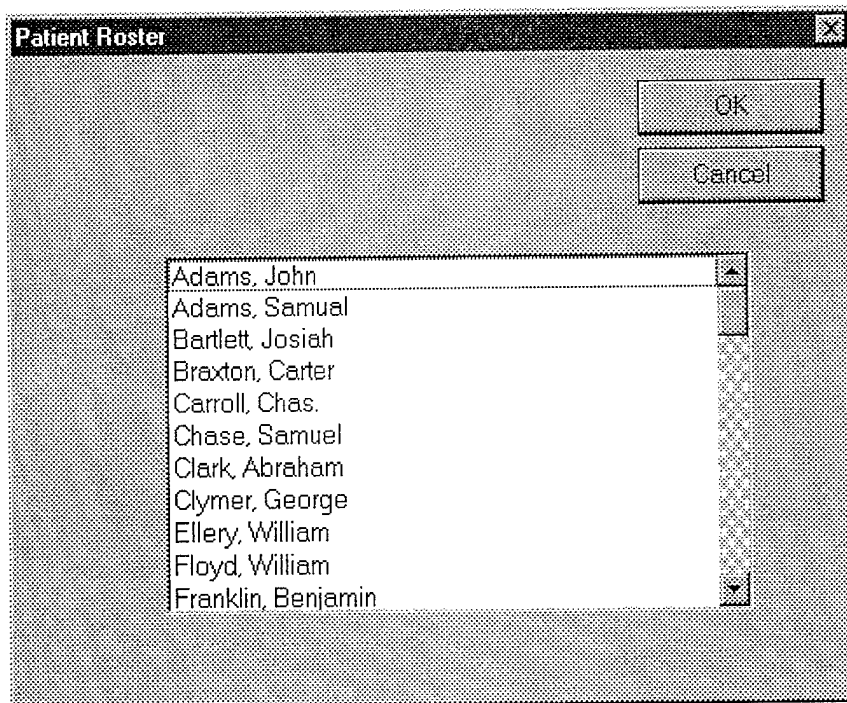 Patient Roster
OK
Cancel
Adams, John
Adams, Samual
Bartlett, Josiah
Braxton, Carter
Carroll, Chas.
Chase, Samuel
Clark, Abraham
Clymer, George
Ellery, William
Floyd, William
Franklin, Benjamin